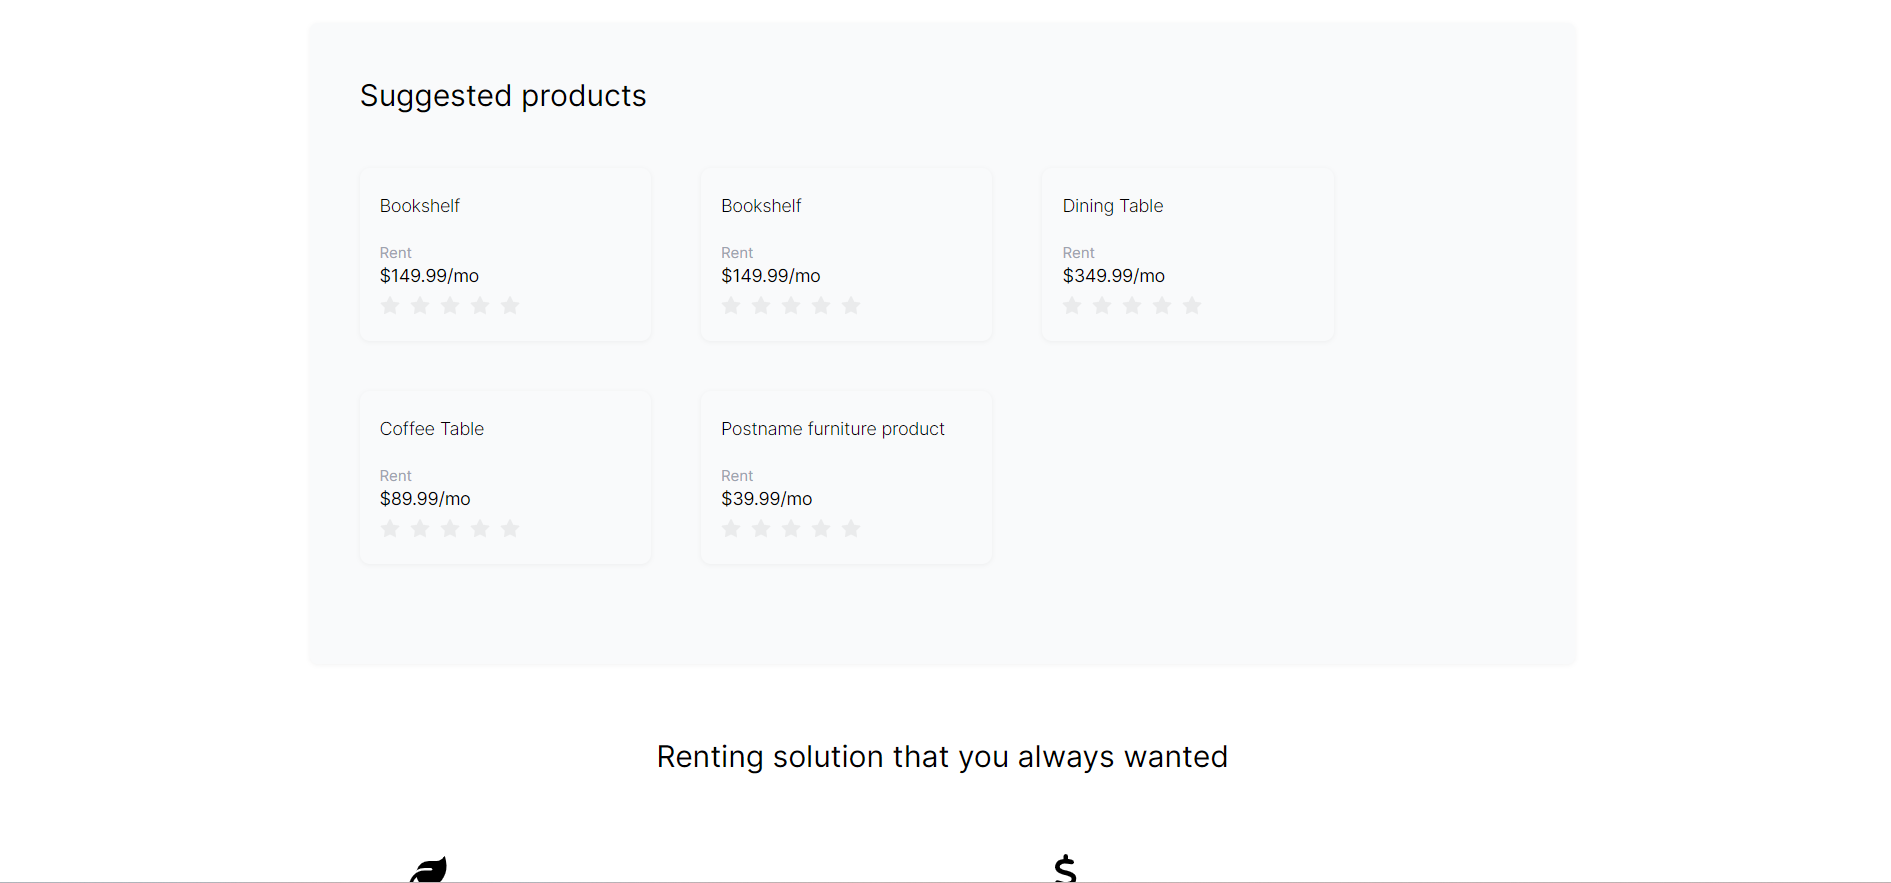 Suggested products
Bookshelf
Rent
$149.99/mo
Bookshelf
Rent
$149.99/mo
Dining Table
Rent
$349.99/mo
Coffee Table
Rent
$89.99/mo
Postname furniture product
Rent
$39.99/mo
Renting solution that you always wanted
$